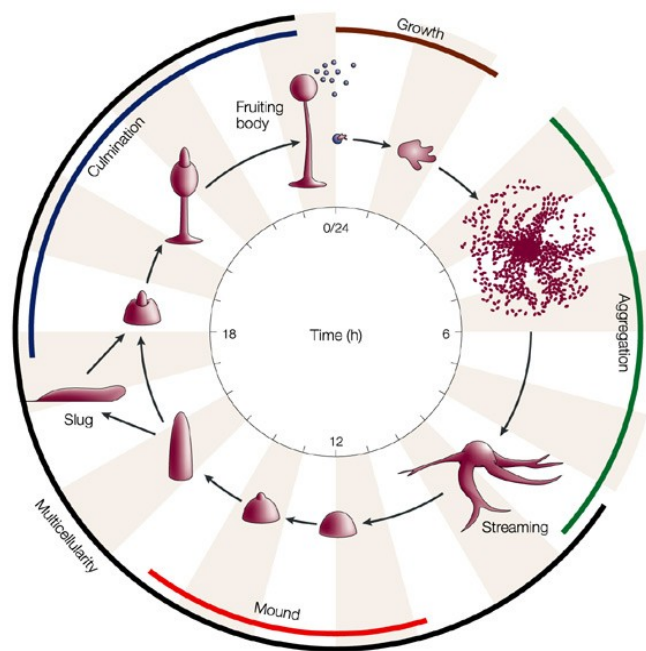 Growth
Fruiting
body
Culmination
0/24
Aggregation
18
Time (h)
6
Slug
12
Streaming
Multicellularity
Mound